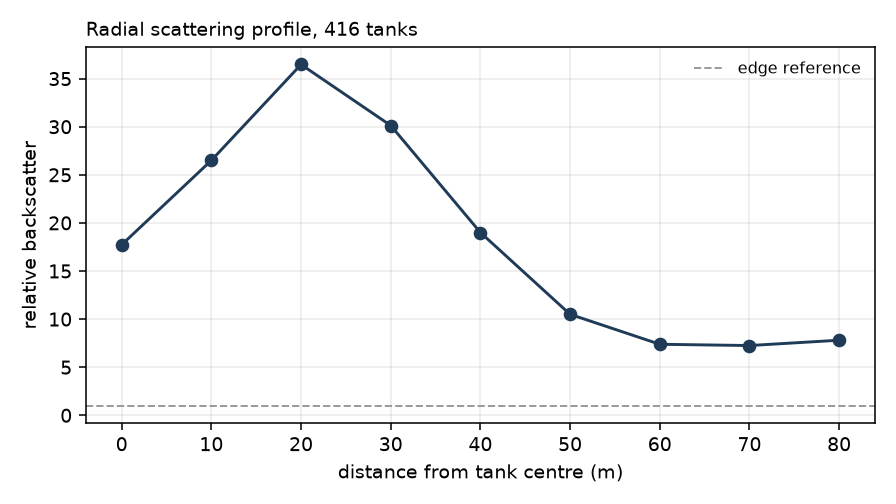 Radial scattering profile, 416 tanks
edge reference
relative backscatter
35
30
25
20
15
10
5
0
0 10 20 30 40 50 60 70 80
distance from tank centre (m)